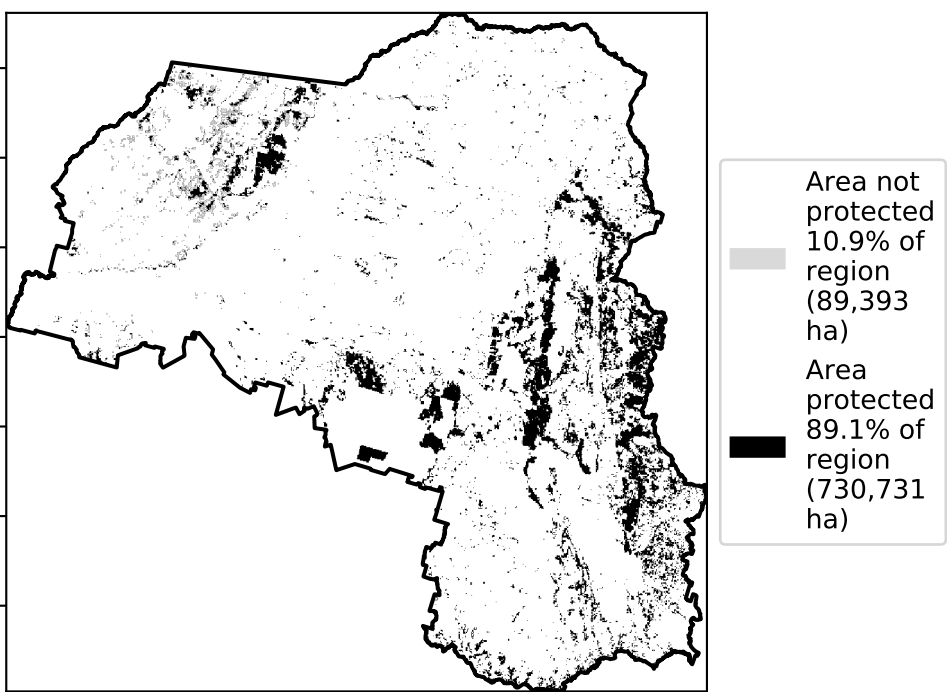 Area not
protected
10.9% of
region
(89,393
ha)
Area
protected
89.1% of
region
(730,731
ha)